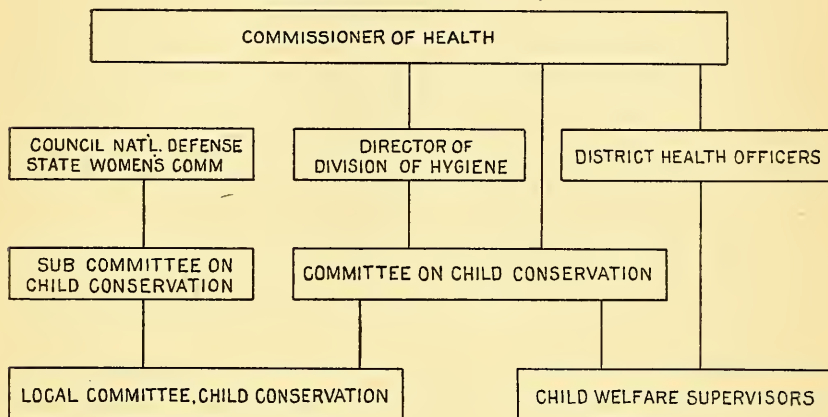 COMMISSIONER OF HEALTH
COUNCIL NAT'L. DEFENSE
STATE WOMEN'S COMM
DIRECTOR OF
DIVISION OF HYGIENE
DISTRICT HEALTH OFFICERS
SUB COMMITTEE ON
CHILD CONSERVATION
COMMITTEE ON CHILD CONSERVATION
LOCAL COMMITTEE, CHILD CONSERVATION
CHILD WELFARE SUPERVISORS